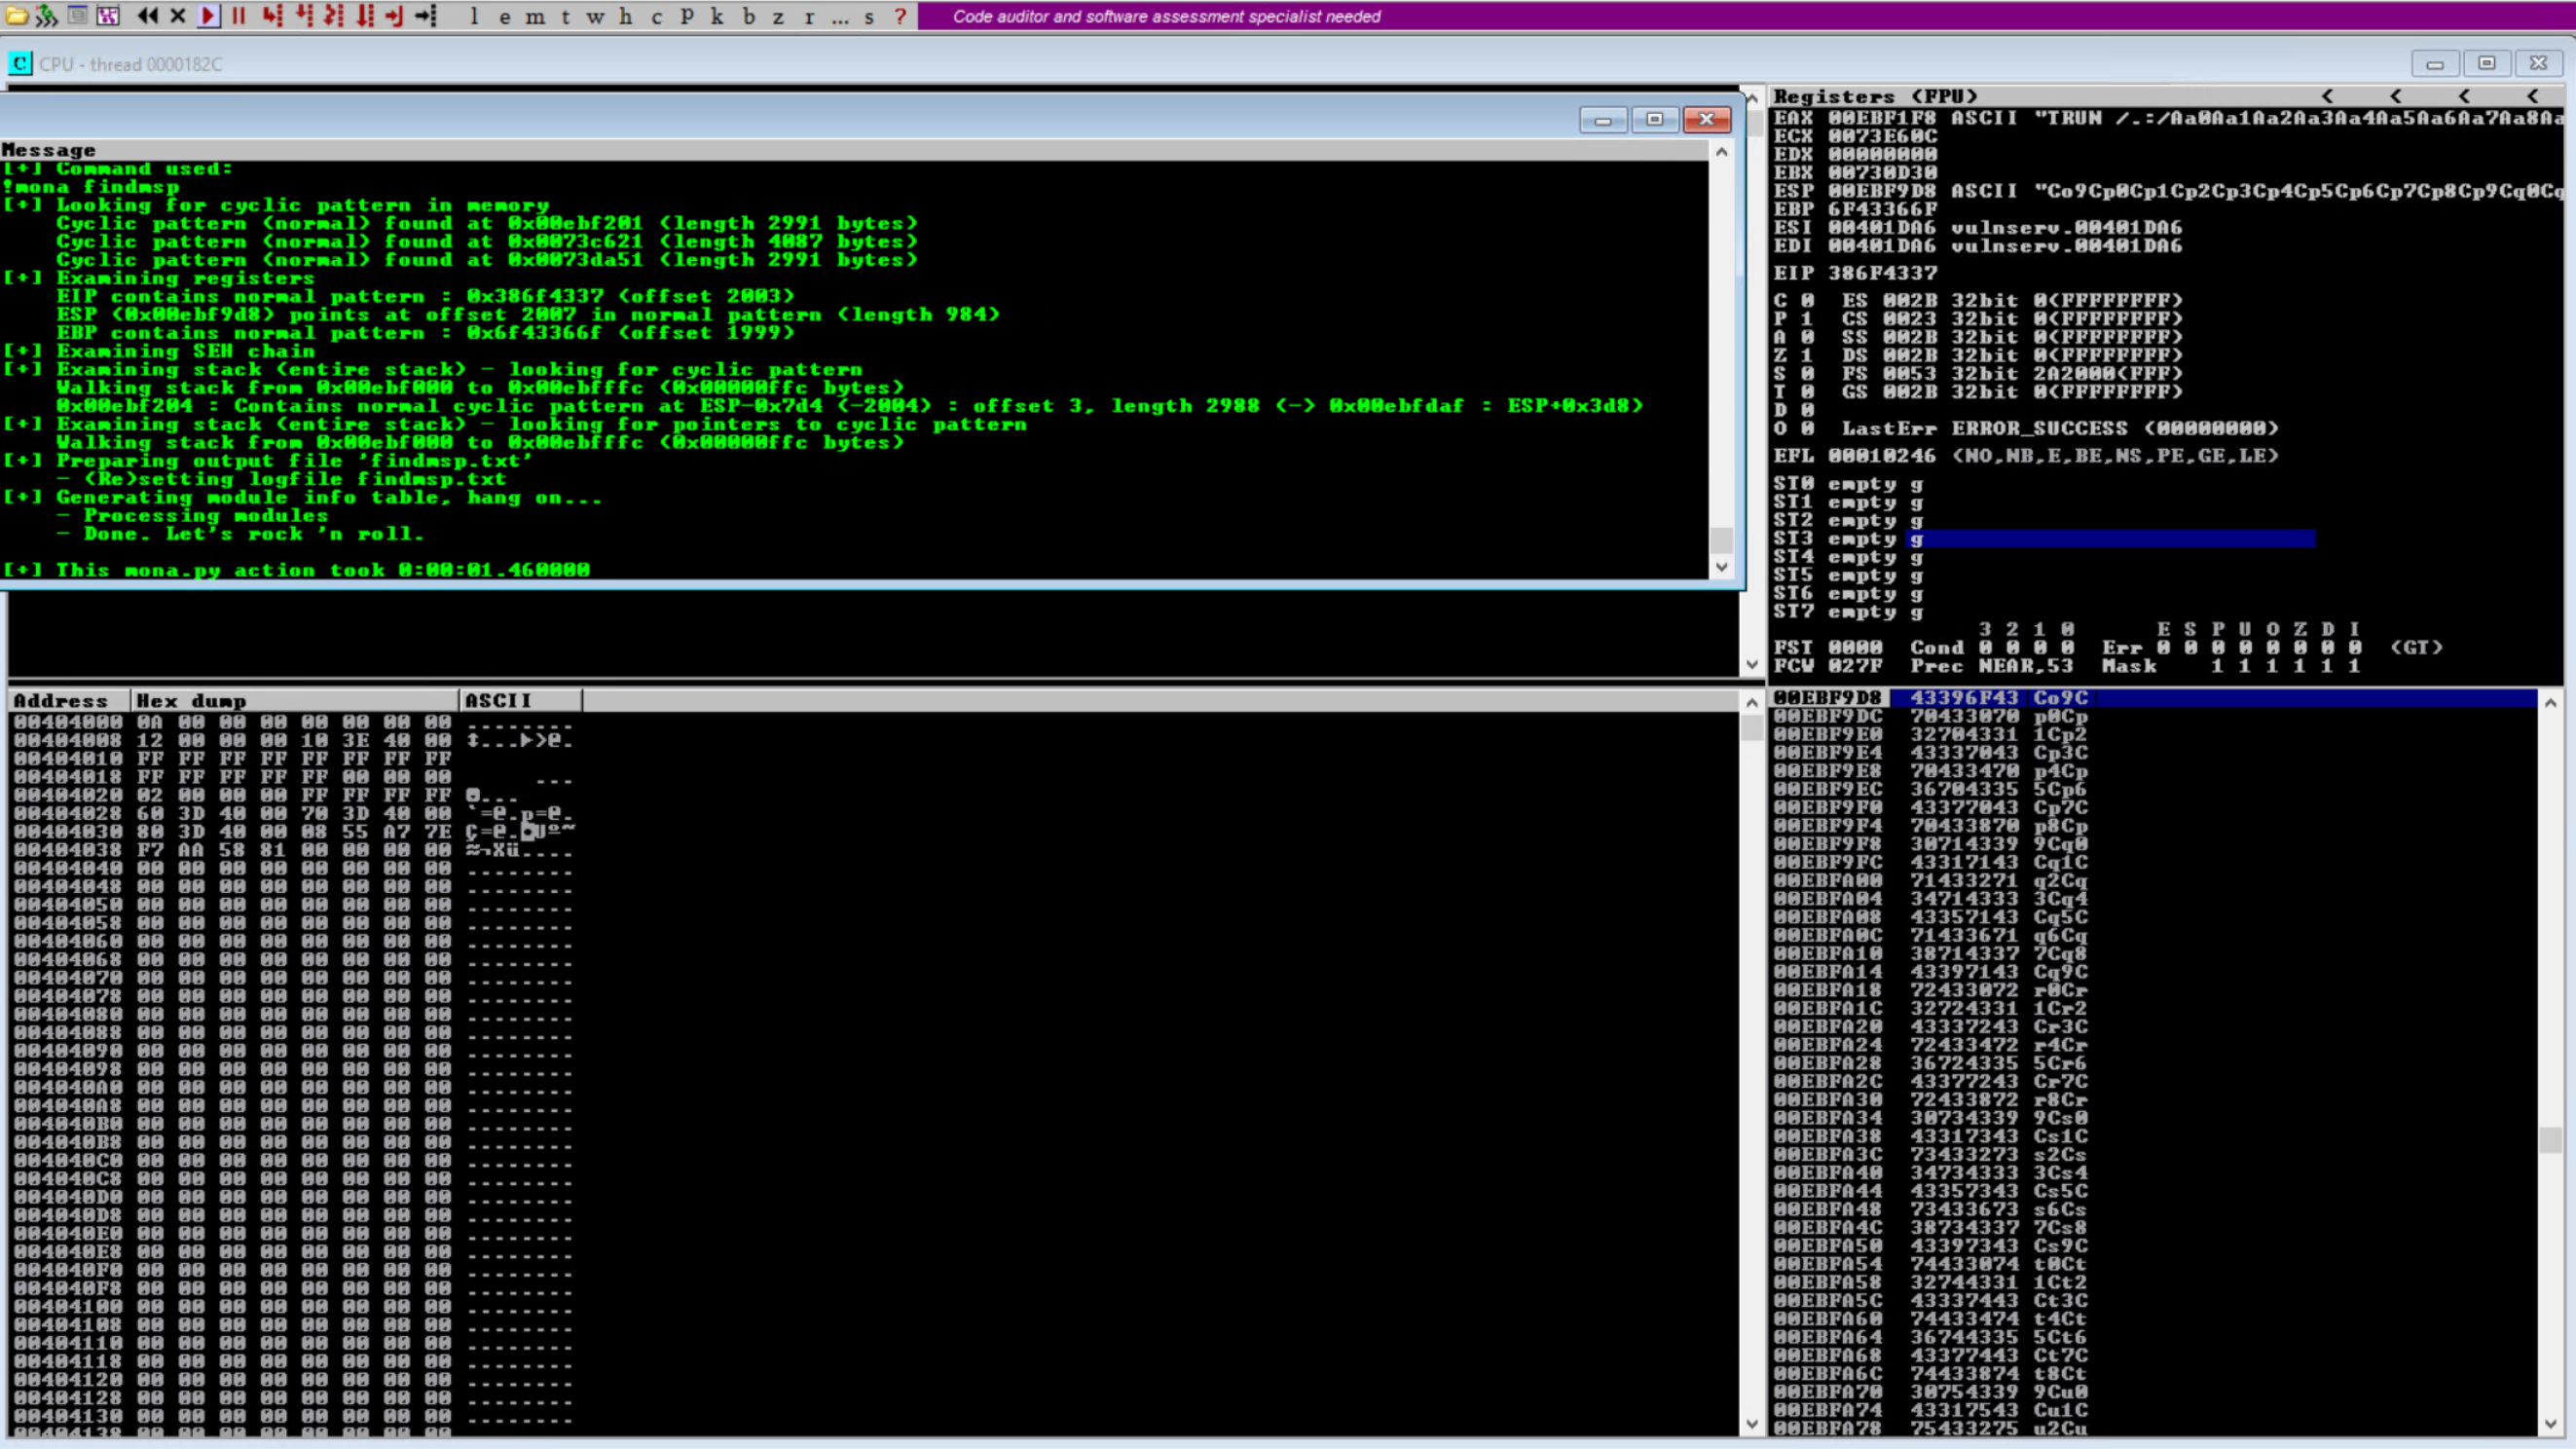 l e m t w h c P k b z r ... s ?
Code auditor and software assessment specialist needed
C CPU - thread 0000182C
Message
[+] Command used:
!mona findmsp
[+] Looking for cyclic pattern in memory
Cyclic pattern (normal) found at 0x00ebf201 (length 2991 bytes)
Cyclic pattern (normal) found at 0x0073c621 (length 4087 bytes)
Cyclic pattern (normal) found at 0x0073da51 (length 2991 bytes)
[+] Examining registers
EIP contains normal pattern : 0x386f4337 (offset 2003)
ESP (0x00ebf9d8) points at offset 2007 in normal pattern (length 984)
EBP contains normal pattern : 0x6f43366f (offset 1999)
[+] Examining SEH chain
[+] Examining stack (entire stack) - looking for cyclic pattern
Walking stack from 0x00ebf000 to 0x00ebfffc (0x00000ffc bytes)
0x00ebf204 : Contains normal cyclic pattern at ESP-0x7d4 (-2004) : offset 3, length 2988 (-> 0x00ebfdaf : ESP+0x3d8)
[+] Examining stack (entire stack) - looking for pointers to cyclic pattern
Walking stack from 0x00ebf000 to 0x00ebfffc (0x00000ffc bytes)
[+] Preparing output file 'findmsp.txt'
- (Re)setting logfile findmsp.txt
[+] Generating module info table, hang on...
- Processing modules
- Done. Let's rock 'n roll.
[+] This mona.py action took 0:00:01.460000
Registers (FPU) < < < <
EAX 00EBF1F8 ASCII "TRUN /.:/Aa0Aa1Aa2Aa3Aa4Aa5Aa6Aa7Aa8Aa
ECX 0073E60C
EDX 00000000
EBX 00730D30
ESP 00EBF9D8 ASCII "Co9Cp0Cp1Cp2Cp3Cp4Cp5Cp6Cp7Cp8Cp9Cq0Cq
EBP 6F43366F
ESI 00401DA6 vulnserv.00401DA6
EDI 00401DA6 vulnserv.00401DA6
EIP 386F4337
C 0 ES 002B 32bit 0(FFFFFFFF)
P 1 CS 0023 32bit 0(FFFFFFFF)
A 0 SS 002B 32bit 0(FFFFFFFF)
Z 1 DS 002B 32bit 0(FFFFFFFF)
S 0 FS 0053 32bit 2A2000(FFF)
T 0 GS 002B 32bit 0(FFFFFFFF)
D 0
O 0 LastErr ERROR_SUCCESS (00000000)
EFL 00010246 (NO,NB,E,BE,NS,PE,GE,LE)
ST0 empty g
ST1 empty g
ST2 empty g
ST3 empty g
ST4 empty g
ST5 empty g
ST6 empty g
ST7 empty g
3 2 1 0 E S P U O Z D I
FST 0000 Cond 0 0 0 0 Err 0 0 0 0 0 0 0 0 (GT)
FCW 027F Prec NEAR,53 Mask 1 1 1 1 1 1
Address Hex dump ASCII
00404000 0A 00 00 00 00 00 00 00 ........
00404008 12 00 00 00 10 3E 40 00 ↕...►>@.
00404010 FF FF FF FF FF FF FF FF
00404018 FF FF FF FF FF 00 00 00 ...
00404020 02 00 00 00 FF FF FF FF ☻...
00404028 60 3D 40 00 70 3D 40 00 `=@.p=@.
00404030 80 3D 40 00 08 55 A7 7E Ç=@.◘Uº~
00404038 F7 AA 58 81 00 00 00 00 ≈¬Xü....
00404040 00 00 00 00 00 00 00 00 ........
00404048 00 00 00 00 00 00 00 00 ........
00404050 00 00 00 00 00 00 00 00 ........
00404058 00 00 00 00 00 00 00 00 ........
00404060 00 00 00 00 00 00 00 00 ........
00404068 00 00 00 00 00 00 00 00 ........
00404070 00 00 00 00 00 00 00 00 ........
00404078 00 00 00 00 00 00 00 00 ........
00404080 00 00 00 00 00 00 00 00 ........
00404088 00 00 00 00 00 00 00 00 ........
00404090 00 00 00 00 00 00 00 00 ........
00404098 00 00 00 00 00 00 00 00 ........
004040A0 00 00 00 00 00 00 00 00 ........
004040A8 00 00 00 00 00 00 00 00 ........
004040B0 00 00 00 00 00 00 00 00 ........
004040B8 00 00 00 00 00 00 00 00 ........
004040C0 00 00 00 00 00 00 00 00 ........
004040C8 00 00 00 00 00 00 00 00 ........
004040D0 00 00 00 00 00 00 00 00 ........
004040D8 00 00 00 00 00 00 00 00 ........
004040E0 00 00 00 00 00 00 00 00 ........
004040E8 00 00 00 00 00 00 00 00 ........
004040F0 00 00 00 00 00 00 00 00 ........
004040F8 00 00 00 00 00 00 00 00 ........
00404100 00 00 00 00 00 00 00 00 ........
00404108 00 00 00 00 00 00 00 00 ........
00404110 00 00 00 00 00 00 00 00 ........
00404118 00 00 00 00 00 00 00 00 ........
00404120 00 00 00 00 00 00 00 00 ........
00404128 00 00 00 00 00 00 00 00 ........
00404130 00 00 00 00 00 00 00 00 ........
00404138 00 00 00 00 00 00 00 00
00EBF9D8 43396F43 Co9C
00EBF9DC 70433070 p0Cp
00EBF9E0 32704331 1Cp2
00EBF9E4 43337043 Cp3C
00EBF9E8 70433470 p4Cp
00EBF9EC 36704335 5Cp6
00EBF9F0 43377043 Cp7C
00EBF9F4 70433870 p8Cp
00EBF9F8 30714339 9Cq0
00EBF9FC 43317143 Cq1C
00EBFA00 71433271 q2Cq
00EBFA04 34714333 3Cq4
00EBFA08 43357143 Cq5C
00EBFA0C 71433671 q6Cq
00EBFA10 38714337 7Cq8
00EBFA14 43397143 Cq9C
00EBFA18 72433072 r0Cr
00EBFA1C 32724331 1Cr2
00EBFA20 43337243 Cr3C
00EBFA24 72433472 r4Cr
00EBFA28 36724335 5Cr6
00EBFA2C 43377243 Cr7C
00EBFA30 72433872 r8Cr
00EBFA34 30734339 9Cs0
00EBFA38 43317343 Cs1C
00EBFA3C 73433273 s2Cs
00EBFA40 34734333 3Cs4
00EBFA44 43357343 Cs5C
00EBFA48 73433673 s6Cs
00EBFA4C 38734337 7Cs8
00EBFA50 43397343 Cs9C
00EBFA54 74433074 t0Ct
00EBFA58 32744331 1Ct2
00EBFA5C 43337443 Ct3C
00EBFA60 74433474 t4Ct
00EBFA64 36744335 5Ct6
00EBFA68 43377443 Ct7C
00EBFA6C 74433874 t8Ct
00EBFA70 30754339 9Cu0
00EBFA74 43317543 Cu1C
00EBFA78 75433275 u2Cu